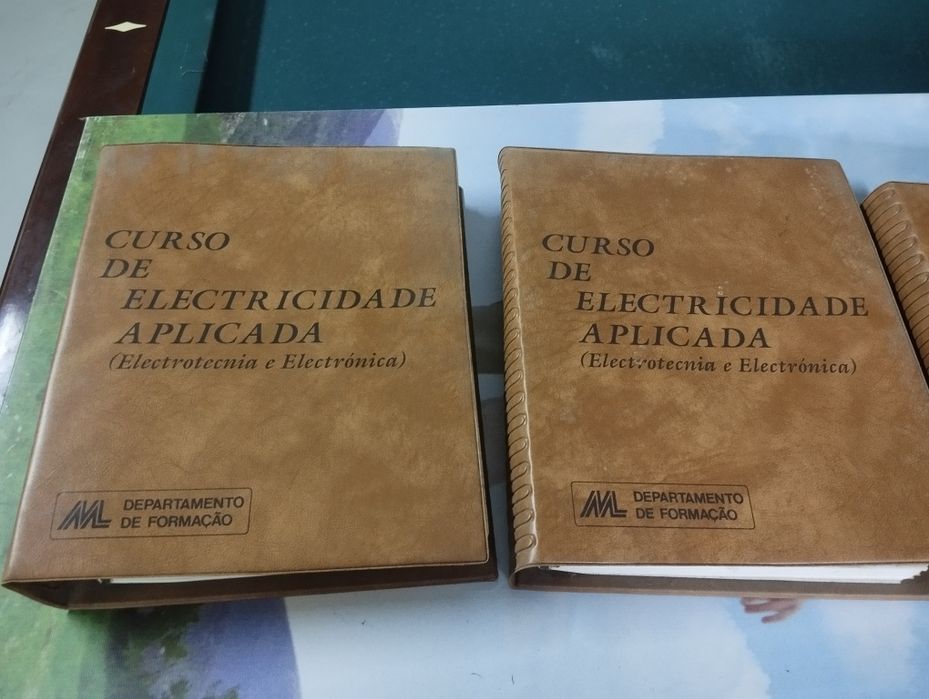 CURSO
DE
ELECTRICIDADE
APLICADA
(Electrotecnia e Electrónica)
DEPARTAMENTO
DE FORMAÇÃO
CURSO
DE
ELECTRICIDADE
APLICADA
(Electrotecnia e Electrónica)
DEPARTAMENTO
DE FORMAÇÃO